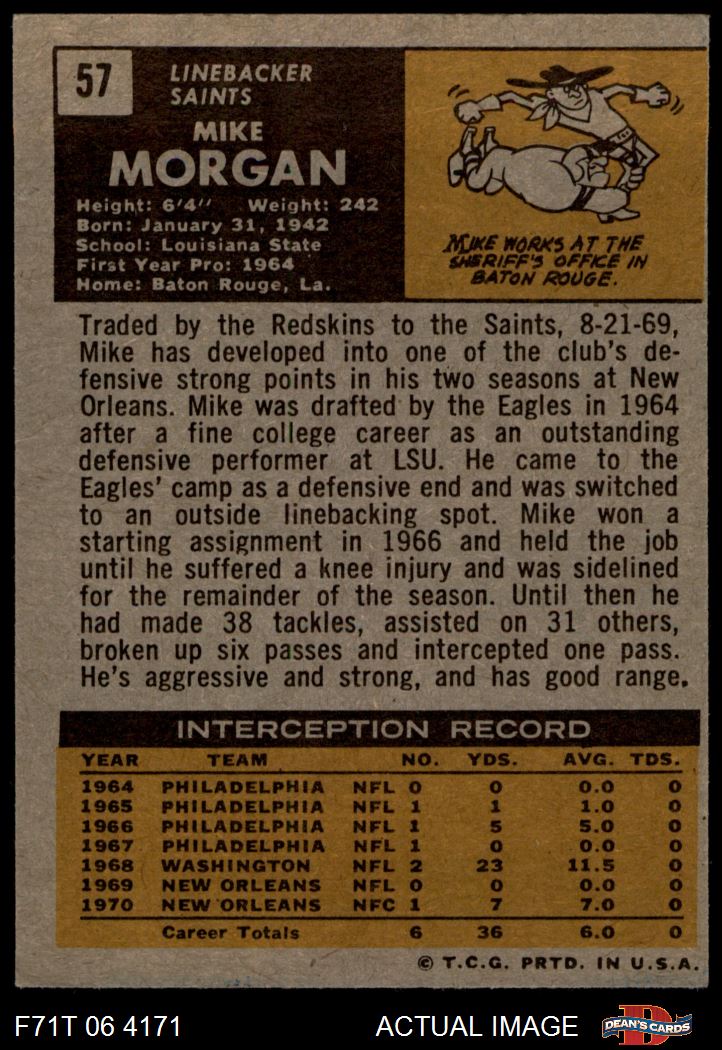 57
LINEBACKER
SAINTS
MIKE
MORGAN
Height: 6'4" Weight: 242
Born: January 31, 1942
School: Louisiana State
First Year Pro: 1964
Home: Baton Rouge, La.
MIKE WORKS AT THE
SHERIFF'S OFFICE IN
BATON ROUGE.
Traded by the Redskins to the Saints, 8-21-69,
Mike has developed into one of the club's de-
fensive strong points in his two seasons at New
Orleans. Mike was drafted by the Eagles in 1964
after a fine college career as an outstanding
defensive performer at LSU. He came to the
Eagles' camp as a defensive end and was switched
to an outside linebacking spot. Mike won a
starting assignment in 1966 and held the job
until he suffered a knee injury and was sidelined
for the remainder of the season. Until then he
had made 38 tackles, assisted on 31 others,
broken up six passes and intercepted one pass.
He's aggressive and strong, and has good range.
INTERCEPTION RECORD
YEAR TEAM NO. YDS. AVG. TDS.
1964 PHILADELPHIA NFL 0 0 0.0 0
1965 PHILADELPHIA NFL 1 1 1.0 0
1966 PHILADELPHIA NFL 1 5 5.0 0
1967 PHILADELPHIA NFL 1 0 0.0 0
1968 WASHINGTON NFL 2 23 11.5 0
1969 NEW ORLEANS NFL 0 0 0.0 0
1970 NEW ORLEANS NFC 1 7 7.0 0
Career Totals 6 36 6.0 0
© T.C.G. PRTD. IN U.S.A.
F71T 06 4171 ACTUAL IMAGE
D
DEAN'S CARDS